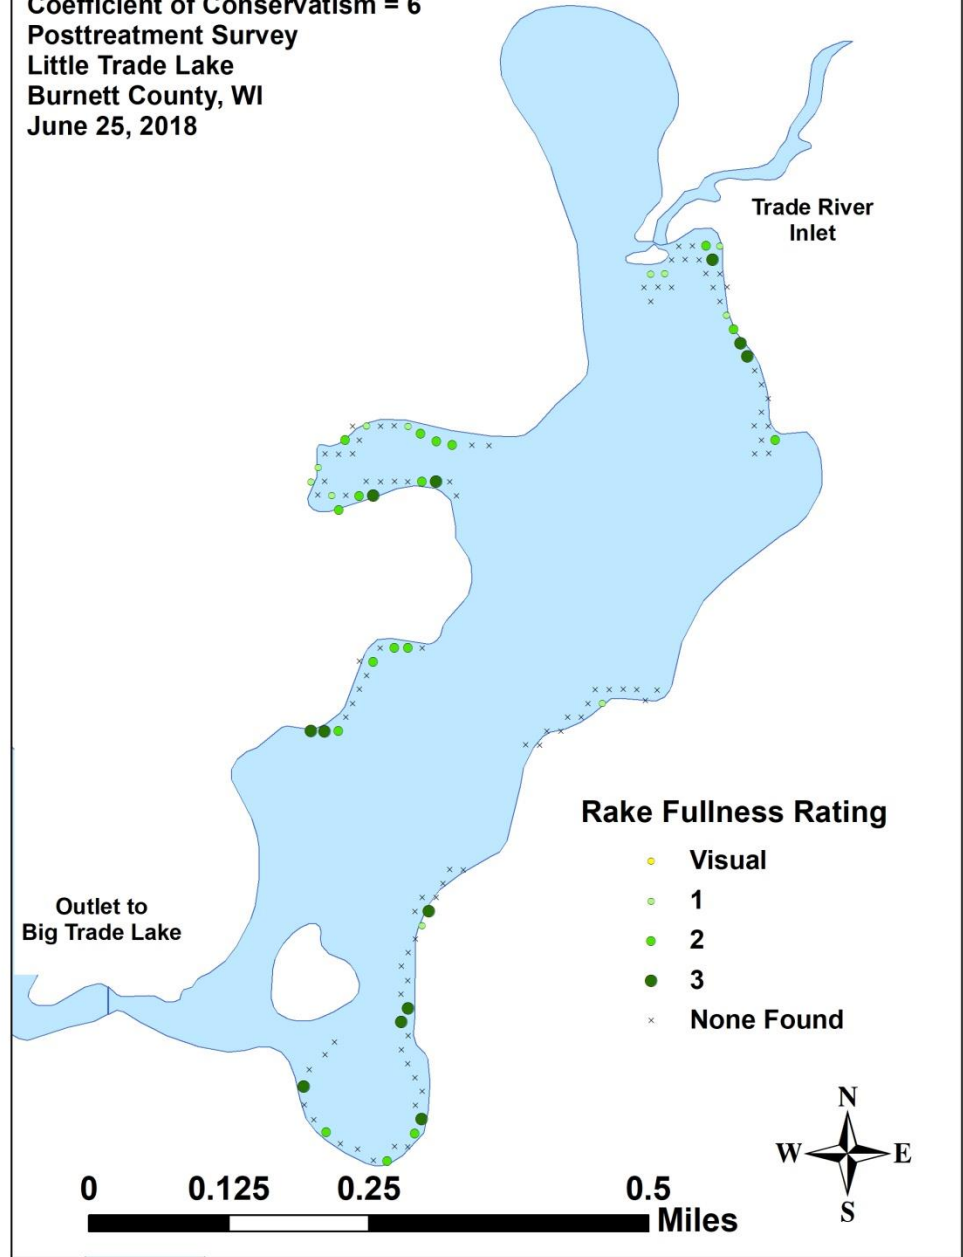 Coefficient of Conservatism = 6
Posttreatment Survey
Little Trade Lake
Burnett County, WI
June 25, 2018
Trade River
Inlet
Rake Fullness Rating
Visual
1
2
3
None Found
Outlet to
Big Trade Lake
N
W E
S
0 0.125 0.25 0.5
Miles